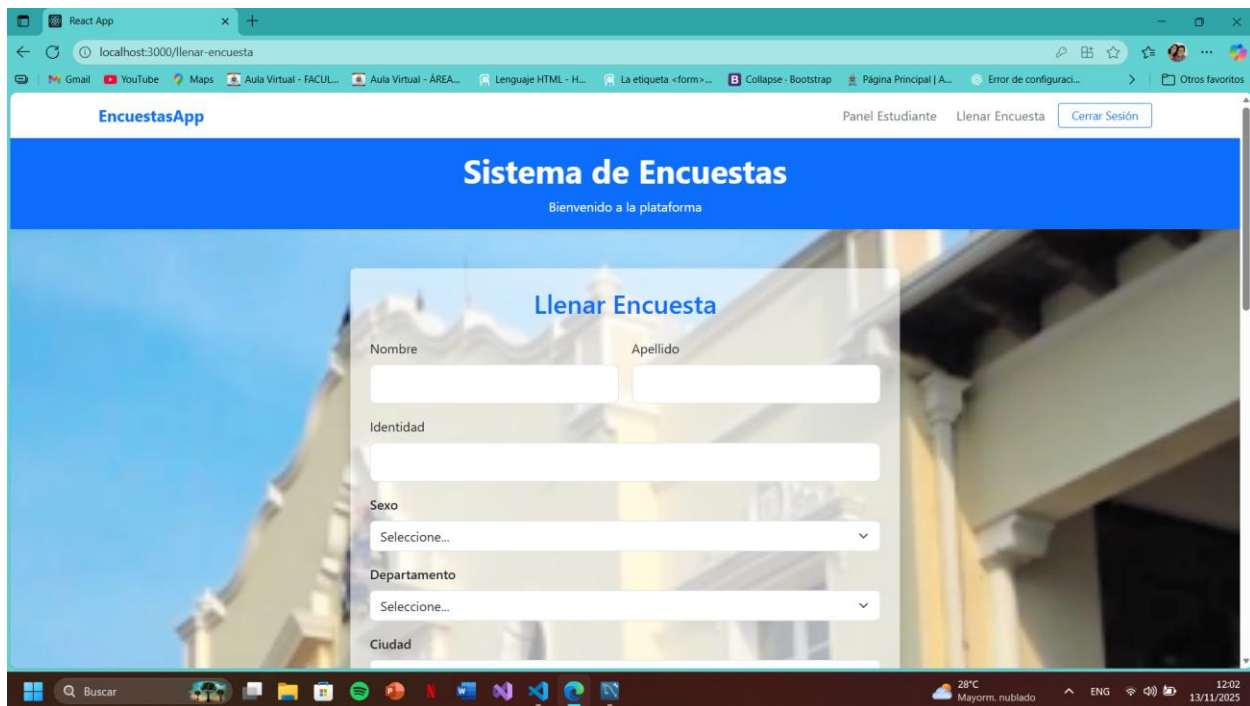 React App
localhost:3000/llenar-encuesta
Gmail YouTube Maps Aula Virtual - FACUL... Aula Virtual - ÁREA... Lenguaje HTML - H... La etiqueta <form>... Collapse · Bootstrap Página Principal | A... Error de configuraci... Otros favoritos
EncuestasApp Panel Estudiante Llenar Encuesta Cerrar Sesión
Sistema de Encuestas
Bienvenido a la plataforma
Llenar Encuesta
Nombre Apellido
Identidad
Sexo
Seleccione...
Departamento
Seleccione...
Ciudad
Buscar 28°C ENG 12:02
Mayorm. nublado 13/11/2025